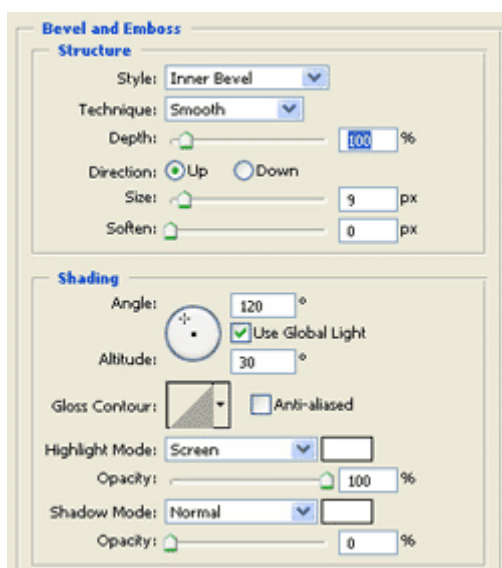 Bevel and Emboss
Structure
Style: Inner Bevel
Technique: Smooth
Depth: 100 %
Direction: Up Down
Size: 9 px
Soften: 0 px
Shading
Angle: 120 °
Use Global Light
Altitude: 30 °
Gloss Contour: Anti-aliased
Highlight Mode: Screen
Opacity: 100 %
Shadow Mode: Normal
Opacity: 0 %